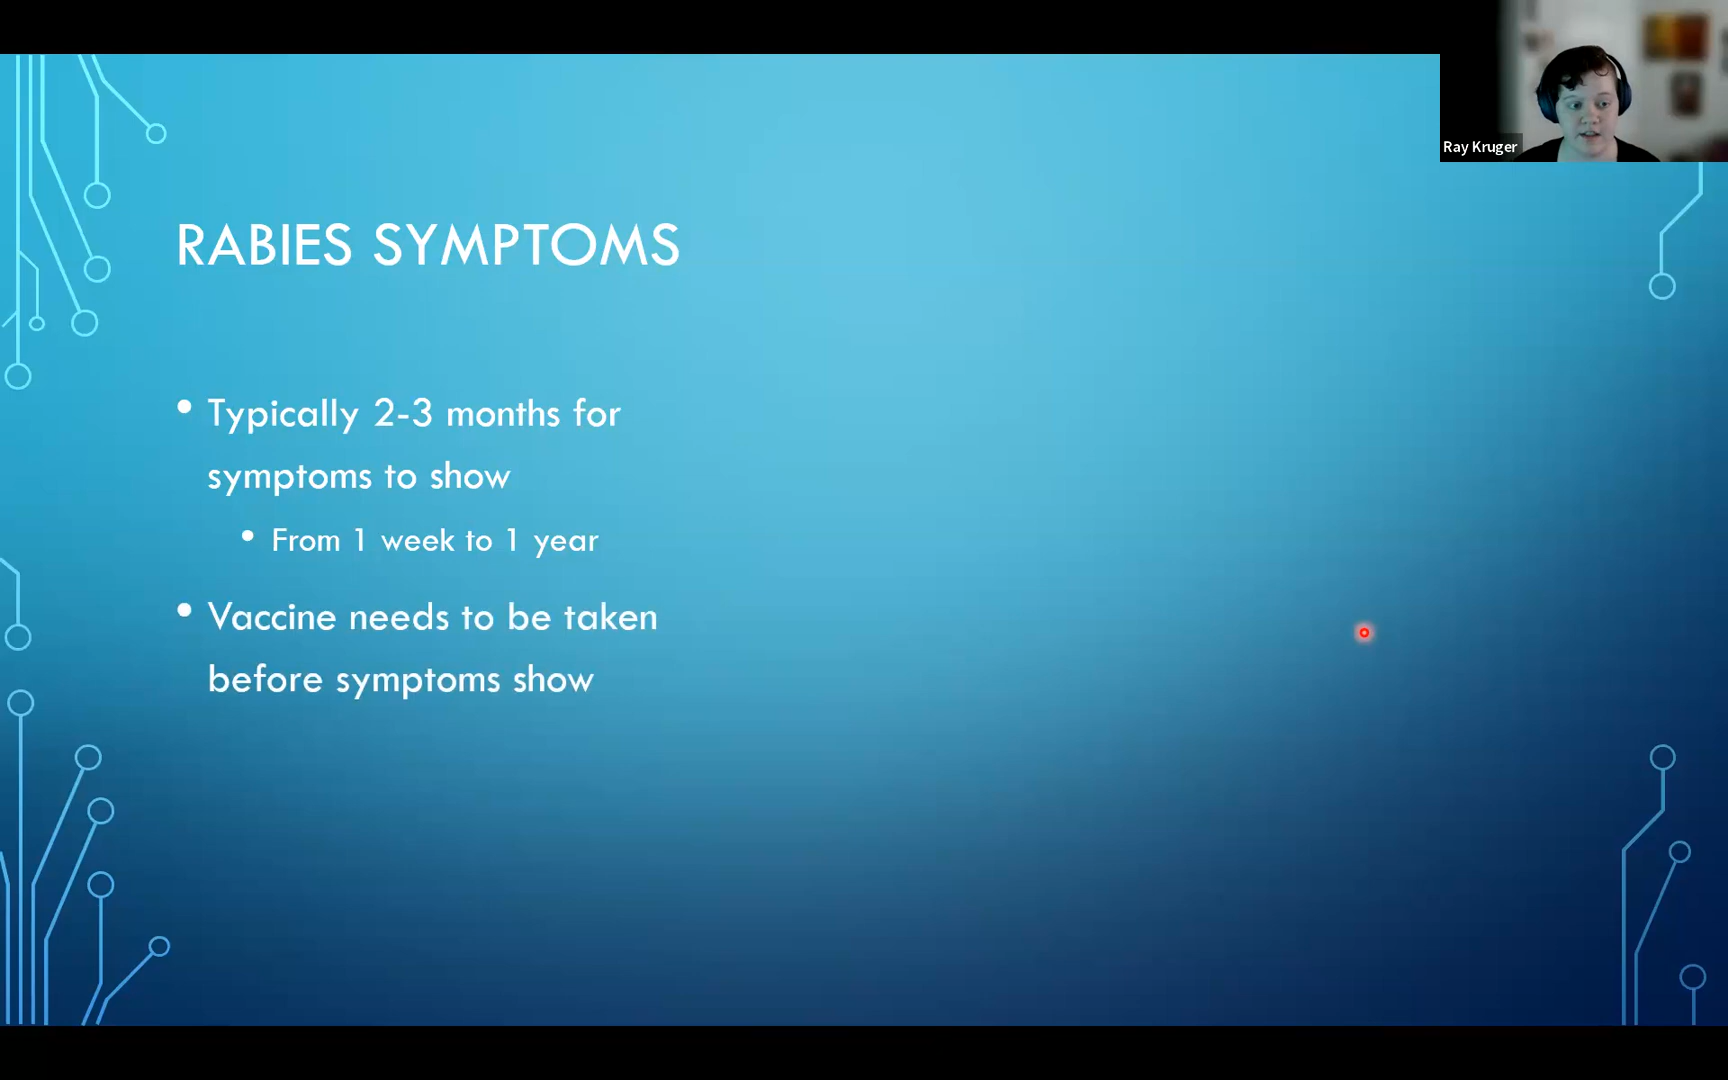 Ray Kruger
RABIES SYMPTOMS
• Typically 2-3 months for
symptoms to show
• From 1 week to 1 year
• Vaccine needs to be taken
before symptoms show